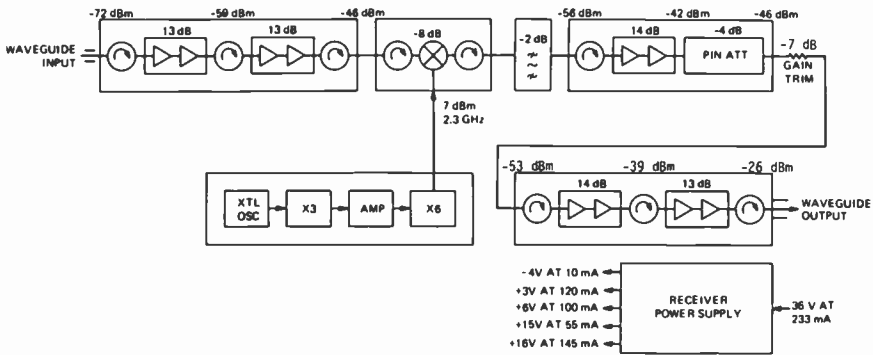 -72 dBm
-59 dBm
-46 dBm
-56 dBm
-42 dBm
-46 dBm
13 dB
13 dB
-8 dB
-2 dB
14 dB
-4 dB
WAVEGUIDE
INPUT
PIN ATT
-7 dB
GAIN
TRIM
7 dBm
2.3 GHz
-53 dBm
-39 dBm
-26 dBm
14 dB
13 dB
XTL
OSC
X3
AMP
X6
WAVEGUIDE
OUTPUT
-4V AT 10 mA
+3V AT 120 mA
+6V AT 100 mA
+15V AT 55 mA
+16V AT 145 mA
RECEIVER
POWER SUPPLY
36 V AT
233 mA